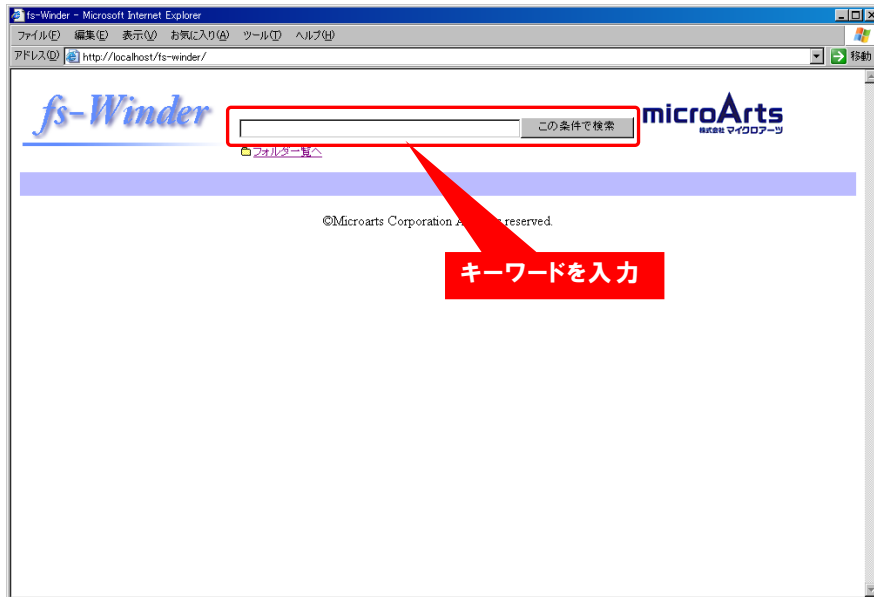 fs-Winder - Microsoft Internet Explorer
ファイル(F) 編集(E) 表示(V) お気に入り(A) ツール(T) ヘルプ(H)
アドレス(D) http://localhost/fs-winder/ 移動
fs-Winder
この条件で検索
microArts
株式会社 マイクロアーツ
フォルダ一覧へ
©Microarts Corporation A reserved.
キーワードを入力